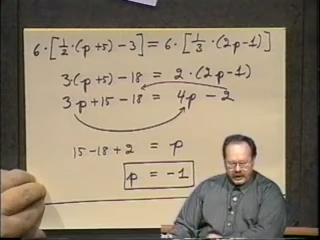 6·[½·(p+5)-3] = 6·[⅓·(2p-1)]
3(p+5)-18 = 2·(2p-1)
3p+15-18 = 4p-2
15-18+2 = p
p = -1